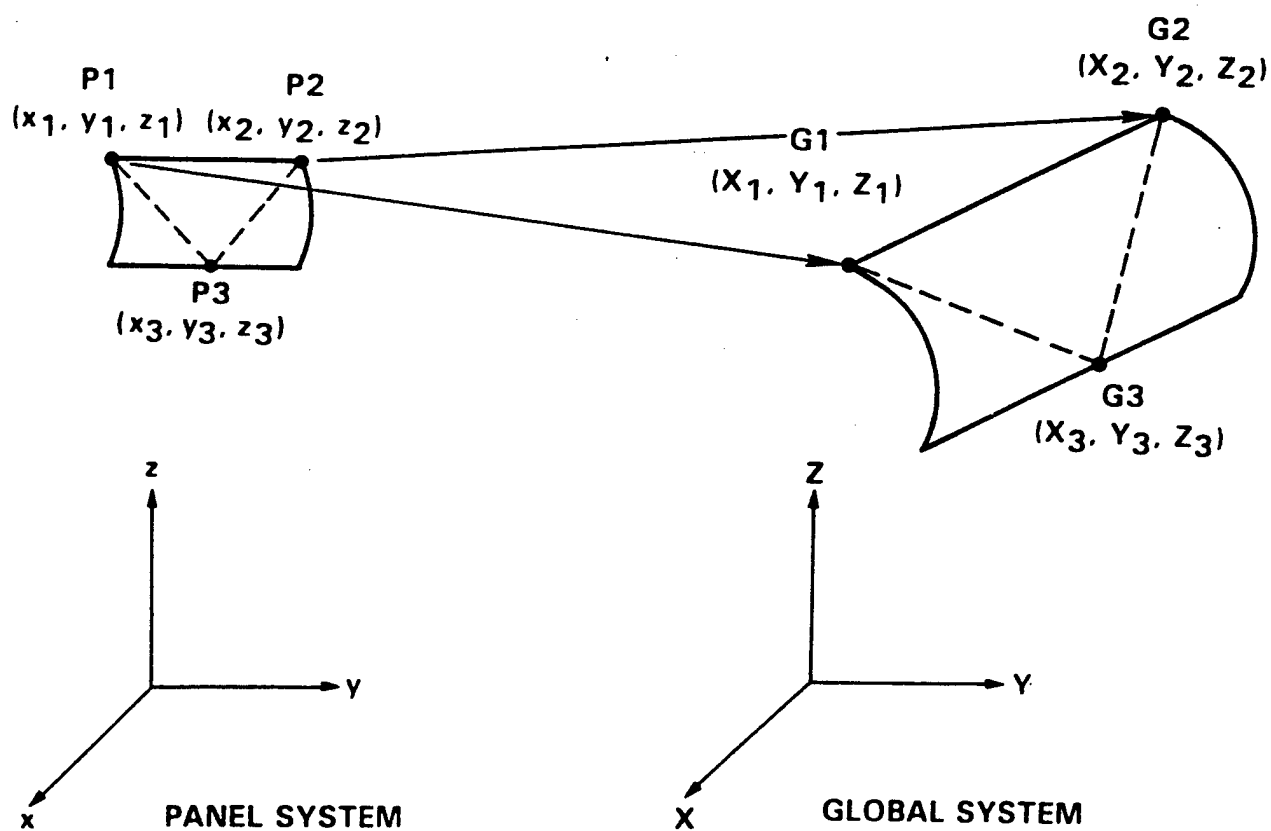 G2
(X2, Y2, Z2)
P1
P2
(x1, y1, z1)
(x2, y2, z2)
G1
(X1, Y1, Z1)
P3
(x3, y3, z3)
G3
(X3, Y3, Z3)
z
Z
y
Y
x
PANEL SYSTEM
X
GLOBAL SYSTEM